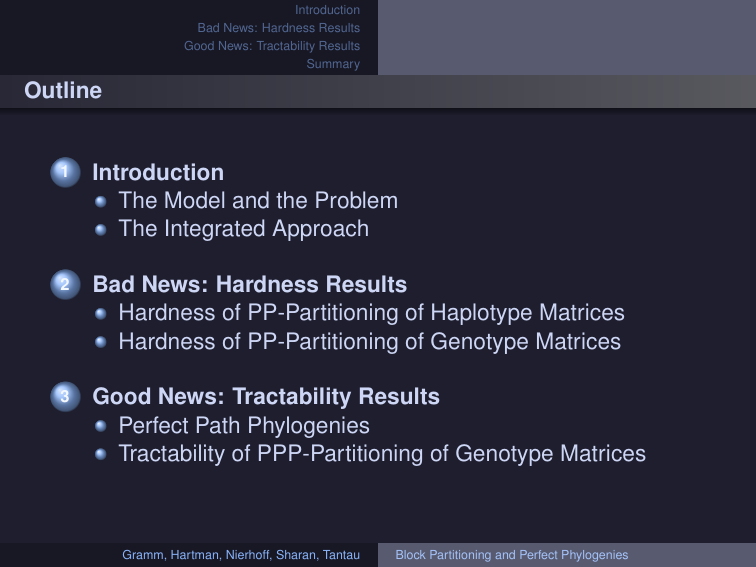 Introduction
Bad News: Hardness Results
Good News: Tractability Results
Summary
Outline
1 Introduction
The Model and the Problem
The Integrated Approach
2 Bad News: Hardness Results
Hardness of PP-Partitioning of Haplotype Matrices
Hardness of PP-Partitioning of Genotype Matrices
3 Good News: Tractability Results
Perfect Path Phylogenies
Tractability of PPP-Partitioning of Genotype Matrices
Gramm, Hartman, Nierhoff, Sharan, Tantau
Block Partitioning and Perfect Phylogenies